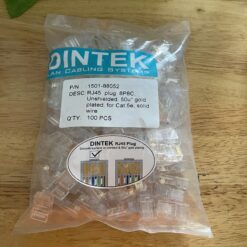 DINTEK
LAN CABLING SYSTEMS
P/N 1501-88052
DESC RJ45 plug, 8P8C,
Unshielded, 50u" gold
plated, for Cat.5e, solid
wire
Q'TY: 100 PCS
DINTEK RJ45 Plug